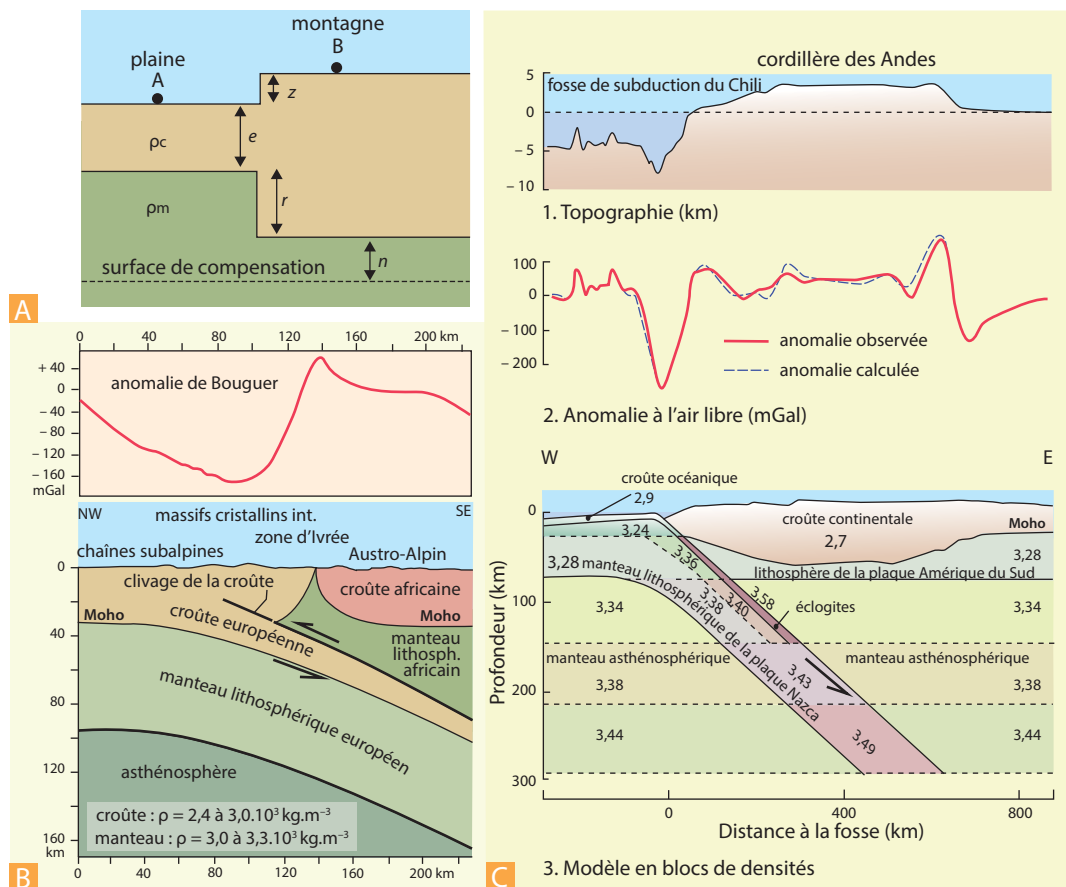 montagne
B
plaine
A
z
e
ρc
r
ρm
n
surface de compensation
A
0 40 80 120 160 200 km
+ 40
0
− 40
− 80
− 120
− 160
mGal
anomalie de Bouguer
NW
SE
massifs cristallins int.
zone d'Ivrée
chaînes subalpines
Austro-Alpin
0
clivage de la croûte
croûte africaine
Moho
Moho
croûte européenne
40
manteau
lithosph.
africain
manteau lithosphérique européen
80
120
asthénosphère
croûte : ρ = 2,4 à 3,0.10³ kg.m⁻³
manteau : ρ = 3,0 à 3,3.10³ kg.m⁻³
160
km
B
0 40 80 120 160 200 km
cordillère des Andes
5
fosse de subduction du Chili
0
− 5
− 10
1. Topographie (km)
100
0
− 100
− 200
anomalie observée
anomalie calculée
2. Anomalie à l'air libre (mGal)
W
E
croûte océanique
2,9
croûte continentale
2,7
Moho
0
3,24
3,28
3,36
3,28
lithosphère de la plaque Amérique du Sud
manteau lithosphérique de la plaque Nazca
3,58
3,40
3,38
éclogites
100
3,34
3,34
manteau asthénosphérique
manteau asthénosphérique
3,43
3,38
3,38
200
3,44
3,49
3,44
300
Profondeur (km)
0 400 800
Distance à la fosse (km)
C
3. Modèle en blocs de densités